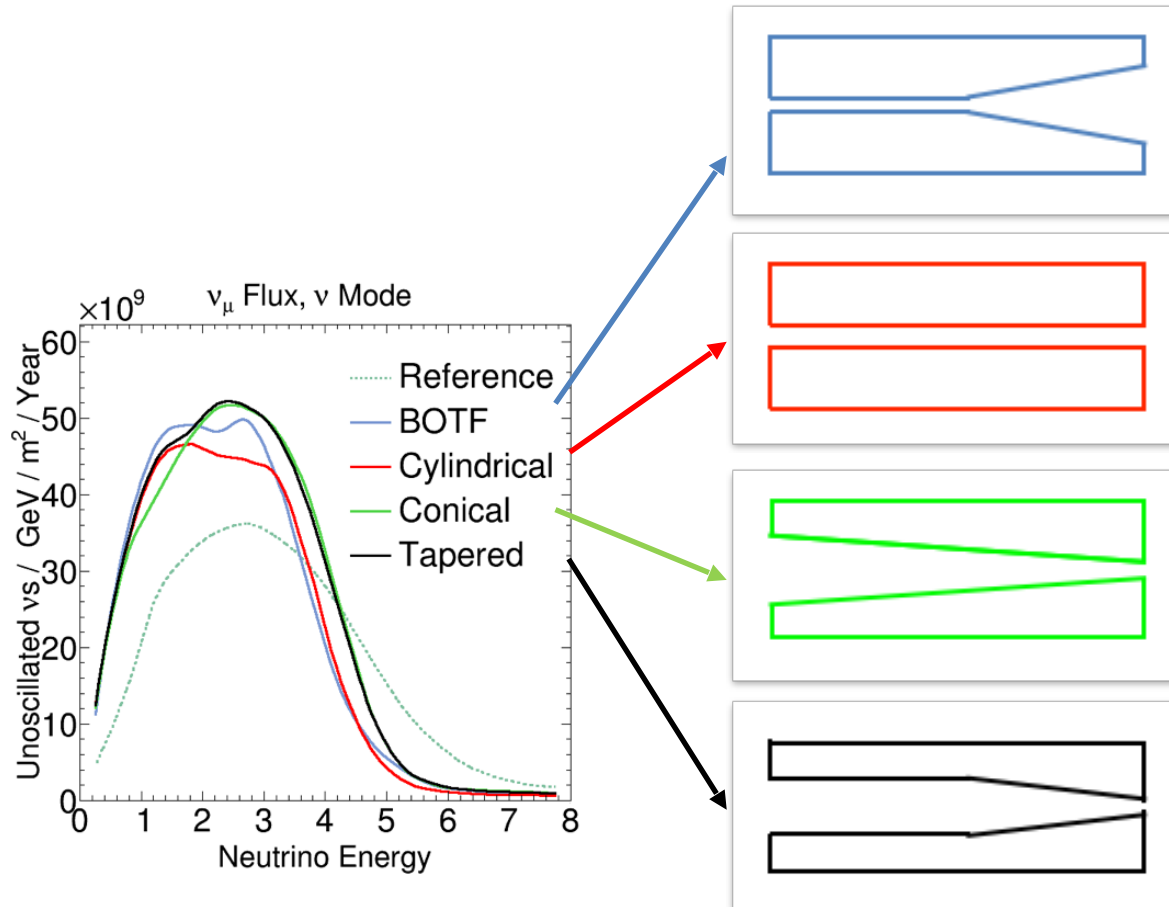 ×10⁹
ν_μ Flux, ν Mode
Unoscillated νs / GeV / m² / Year
60
50
40
30
20
10
0
Reference
BOTF
Cylindrical
Conical
Tapered
0 1 2 3 4 5 6 7 8
Neutrino Energy